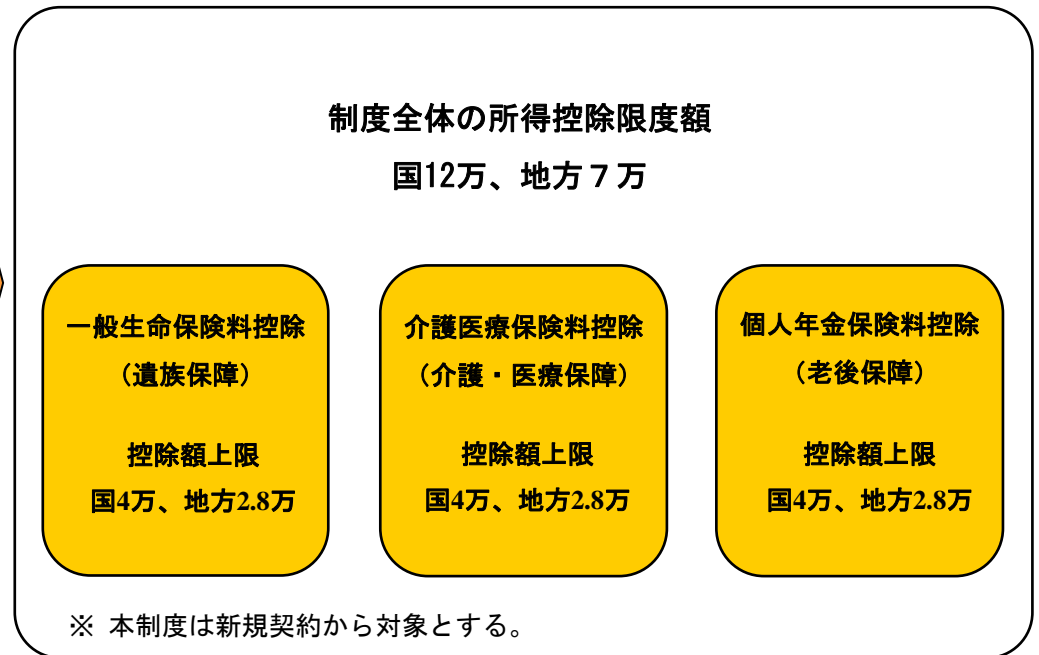 制度全体の所得控除限度額
国12万、地方７万
一般生命保険料控除
（遺族保障）
控除額上限
国4万、地方2.8万
介護医療保険料控除
（介護・医療保障）
控除額上限
国4万、地方2.8万
個人年金保険料控除
（老後保障）
控除額上限
国4万、地方2.8万
※ 本制度は新規契約から対象とする。